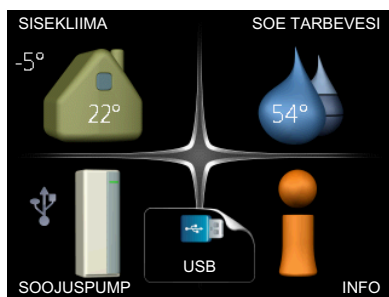 SISEKLIIMA
SOE TARBEVESI
-5°
22°
54°
USB
SOOJUSPUMP
INFO